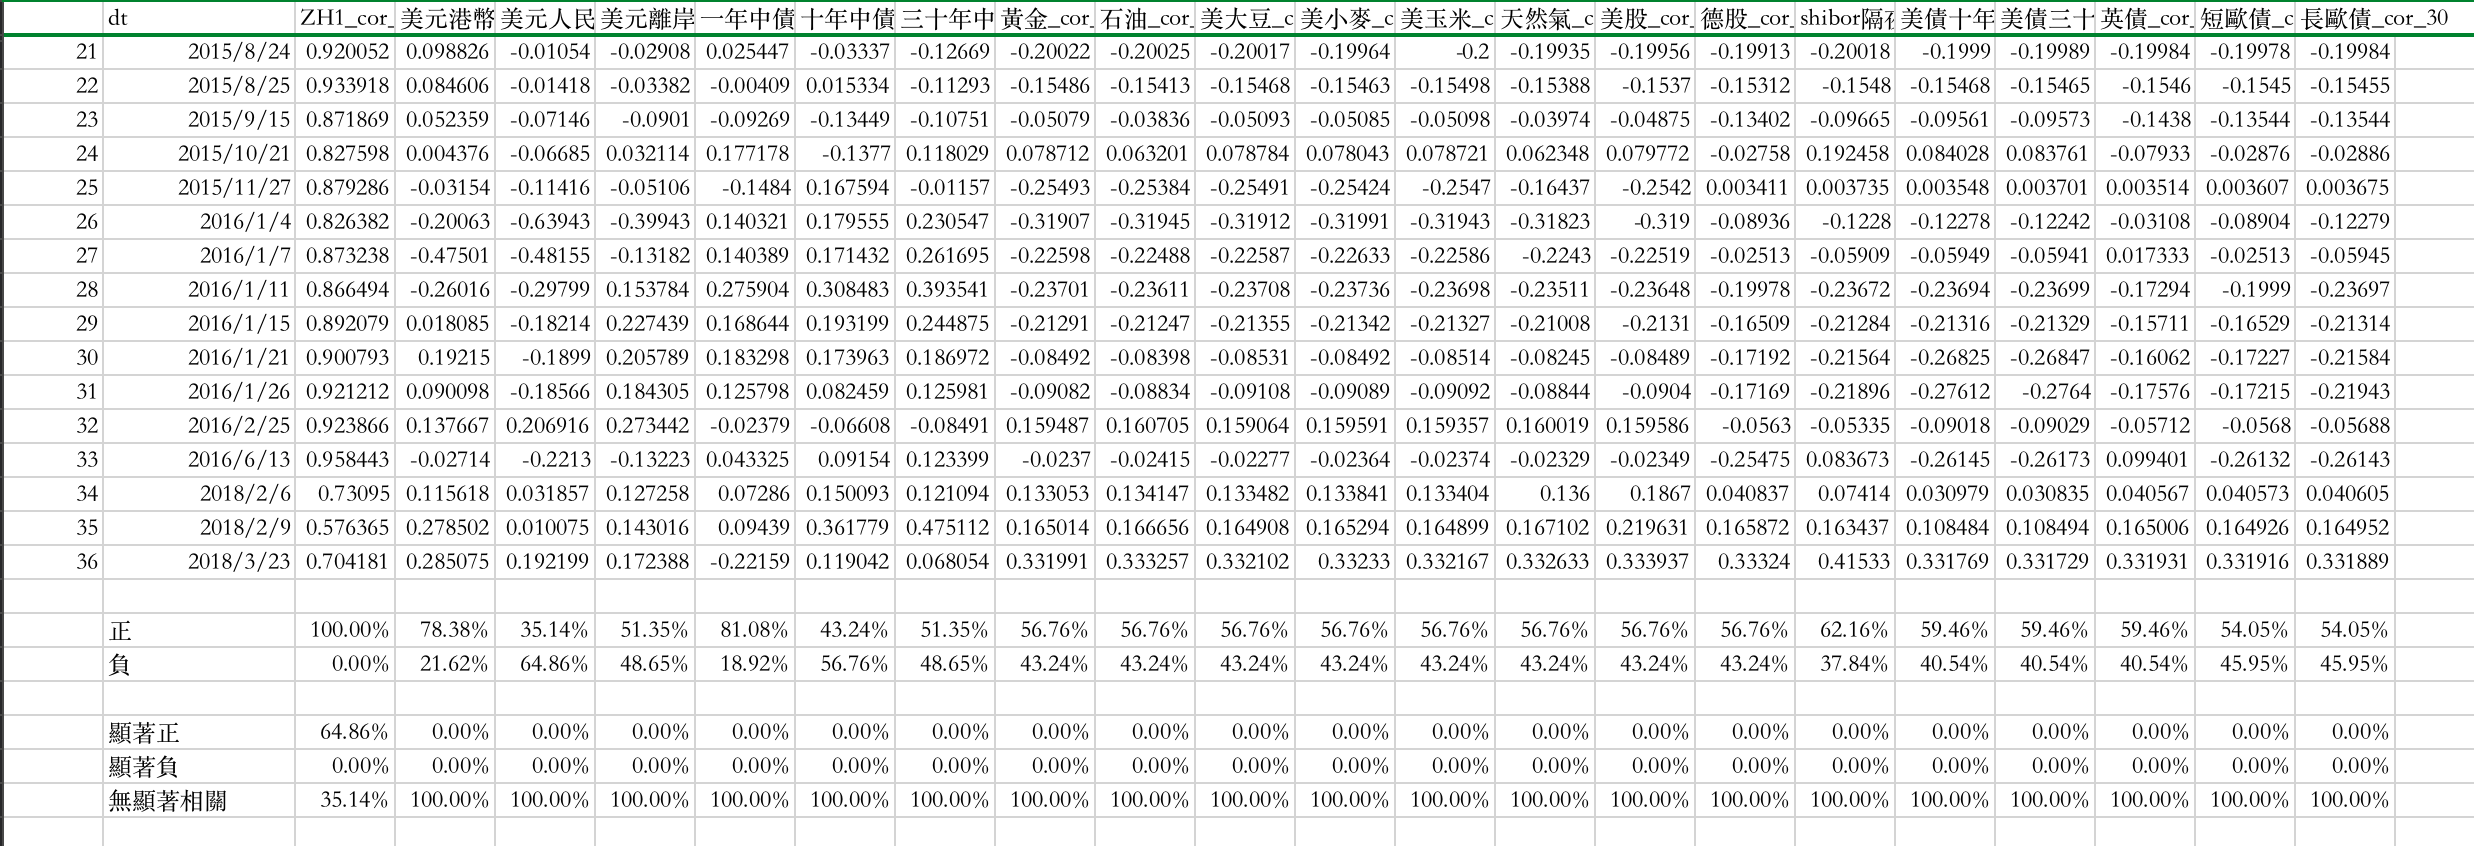 dt ZH1_cor_ 美元港幣 美元人民 美元離岸 一年中債 十年中債 三十年中 黃金_cor_ 石油_cor_ 美大豆_c 美小麥_c 美玉米_c 天然氣_c 美股_cor_ 德股_cor_ shibor隔夜 美債十年 美債三十 英債_cor_ 短歐債_c 長歐債_cor_30
21 2015/8/24 0.920052 0.098826 -0.01054 -0.02908 0.025447 -0.03337 -0.12669 -0.20022 -0.20025 -0.20017 -0.19964 -0.2 -0.19935 -0.19956 -0.19913 -0.20018 -0.1999 -0.19989 -0.19984 -0.19978 -0.19984
22 2015/8/25 0.933918 0.084606 -0.01418 -0.03382 -0.00409 0.015334 -0.11293 -0.15486 -0.15413 -0.15468 -0.15463 -0.15498 -0.15388 -0.1537 -0.15312 -0.1548 -0.15468 -0.15465 -0.1546 -0.1545 -0.15455
23 2015/9/15 0.871869 0.052359 -0.07146 -0.0901 -0.09269 -0.13449 -0.10751 -0.05079 -0.03836 -0.05093 -0.05085 -0.05098 -0.03974 -0.04875 -0.13402 -0.09665 -0.09561 -0.09573 -0.1438 -0.13544 -0.13544
24 2015/10/21 0.827598 0.004376 -0.06685 0.032114 0.177178 -0.1377 0.118029 0.078712 0.063201 0.078784 0.078043 0.078721 0.062348 0.079772 -0.02758 0.192458 0.084028 0.083761 -0.07933 -0.02876 -0.02886
25 2015/11/27 0.879286 -0.03154 -0.11416 -0.05106 -0.1484 0.167594 -0.01157 -0.25493 -0.25384 -0.25491 -0.25424 -0.2547 -0.16437 -0.2542 0.003411 0.003735 0.003548 0.003701 0.003514 0.003607 0.003675
26 2016/1/4 0.826382 -0.20063 -0.63943 -0.39943 0.140321 0.179555 0.230547 -0.31907 -0.31945 -0.31912 -0.31991 -0.31943 -0.31823 -0.319 -0.08936 -0.1228 -0.12278 -0.12242 -0.03108 -0.08904 -0.12279
27 2016/1/7 0.873238 -0.47501 -0.48155 -0.13182 0.140389 0.171432 0.261695 -0.22598 -0.22488 -0.22587 -0.22633 -0.22586 -0.2243 -0.22519 -0.02513 -0.05909 -0.05949 -0.05941 0.017333 -0.02513 -0.05945
28 2016/1/11 0.866494 -0.26016 -0.29799 0.153784 0.275904 0.308483 0.393541 -0.23701 -0.23611 -0.23708 -0.23736 -0.23698 -0.23511 -0.23648 -0.19978 -0.23672 -0.23694 -0.23699 -0.17294 -0.1999 -0.23697
29 2016/1/15 0.892079 0.018085 -0.18214 0.227439 0.168644 0.193199 0.244875 -0.21291 -0.21247 -0.21355 -0.21342 -0.21327 -0.21008 -0.2131 -0.16509 -0.21284 -0.21316 -0.21329 -0.15711 -0.16529 -0.21314
30 2016/1/21 0.900793 0.19215 -0.1899 0.205789 0.183298 0.173963 0.186972 -0.08492 -0.08398 -0.08531 -0.08492 -0.08514 -0.08245 -0.08489 -0.17192 -0.21564 -0.26825 -0.26847 -0.16062 -0.17227 -0.21584
31 2016/1/26 0.921212 0.090098 -0.18566 0.184305 0.125798 0.082459 0.125981 -0.09082 -0.08834 -0.09108 -0.09089 -0.09092 -0.08844 -0.0904 -0.17169 -0.21896 -0.27612 -0.2764 -0.17576 -0.17215 -0.21943
32 2016/2/25 0.923866 0.137667 0.206916 0.273442 -0.02379 -0.06608 -0.08491 0.159487 0.160705 0.159064 0.159591 0.159357 0.160019 0.159586 -0.0563 -0.05335 -0.09018 -0.09029 -0.05712 -0.0568 -0.05688
33 2016/6/13 0.958443 -0.02714 -0.2213 -0.13223 0.043325 0.09154 0.123399 -0.0237 -0.02415 -0.02277 -0.02364 -0.02374 -0.02329 -0.02349 -0.25475 0.083673 -0.26145 -0.26173 0.099401 -0.26132 -0.26143
34 2018/2/6 0.73095 0.115618 0.031857 0.127258 0.07286 0.150093 0.121094 0.133053 0.134147 0.133482 0.133841 0.133404 0.136 0.1867 0.040837 0.07414 0.030979 0.030835 0.040567 0.040573 0.040605
35 2018/2/9 0.576365 0.278502 0.010075 0.143016 0.09439 0.361779 0.475112 0.165014 0.166656 0.164908 0.165294 0.164899 0.167102 0.219631 0.165872 0.163437 0.108484 0.108494 0.165006 0.164926 0.164952
36 2018/3/23 0.704181 0.285075 0.192199 0.172388 -0.22159 0.119042 0.068054 0.331991 0.333257 0.332102 0.33233 0.332167 0.332633 0.333937 0.33324 0.41533 0.331769 0.331729 0.331931 0.331916 0.331889
正 100.00% 78.38% 35.14% 51.35% 81.08% 43.24% 51.35% 56.76% 56.76% 56.76% 56.76% 56.76% 56.76% 56.76% 56.76% 62.16% 59.46% 59.46% 59.46% 54.05% 54.05%
負 0.00% 21.62% 64.86% 48.65% 18.92% 56.76% 48.65% 43.24% 43.24% 43.24% 43.24% 43.24% 43.24% 43.24% 43.24% 37.84% 40.54% 40.54% 40.54% 45.95% 45.95%
顯著正 64.86% 0.00% 0.00% 0.00% 0.00% 0.00% 0.00% 0.00% 0.00% 0.00% 0.00% 0.00% 0.00% 0.00% 0.00% 0.00% 0.00% 0.00% 0.00% 0.00% 0.00%
顯著負 0.00% 0.00% 0.00% 0.00% 0.00% 0.00% 0.00% 0.00% 0.00% 0.00% 0.00% 0.00% 0.00% 0.00% 0.00% 0.00% 0.00% 0.00% 0.00% 0.00% 0.00%
無顯著相關 35.14% 100.00% 100.00% 100.00% 100.00% 100.00% 100.00% 100.00% 100.00% 100.00% 100.00% 100.00% 100.00% 100.00% 100.00% 100.00% 100.00% 100.00% 100.00% 100.00% 100.00%